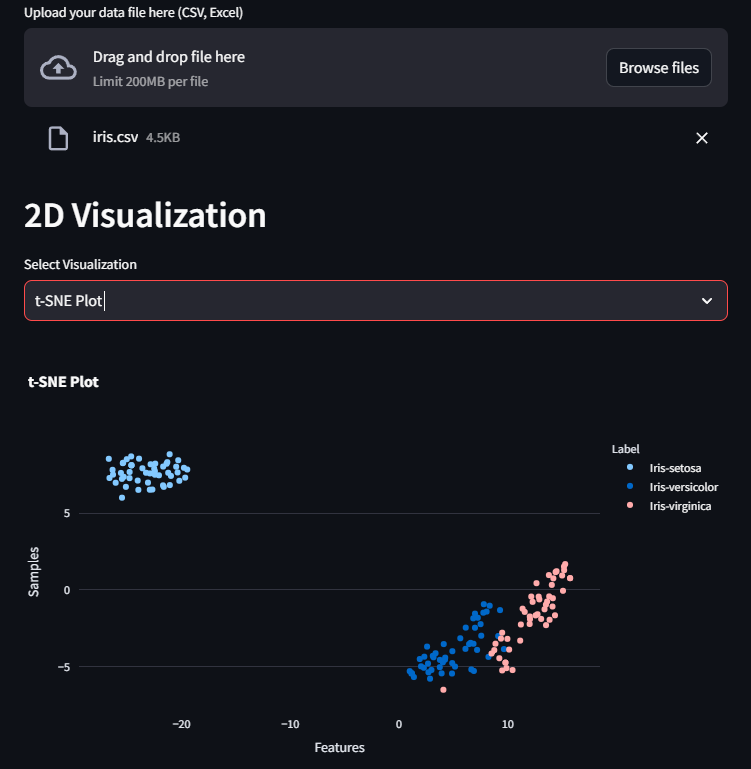 Upload your data file here (CSV, Excel)
Drag and drop file here
Limit 200MB per file
Browse files
iris.csv 4.5KB
2D Visualization
Select Visualization
t-SNE Plot
t-SNE Plot
Label
Iris-setosa
Iris-versicolor
Iris-virginica
5
0
−5
Samples
−20 −10 0 10
Features